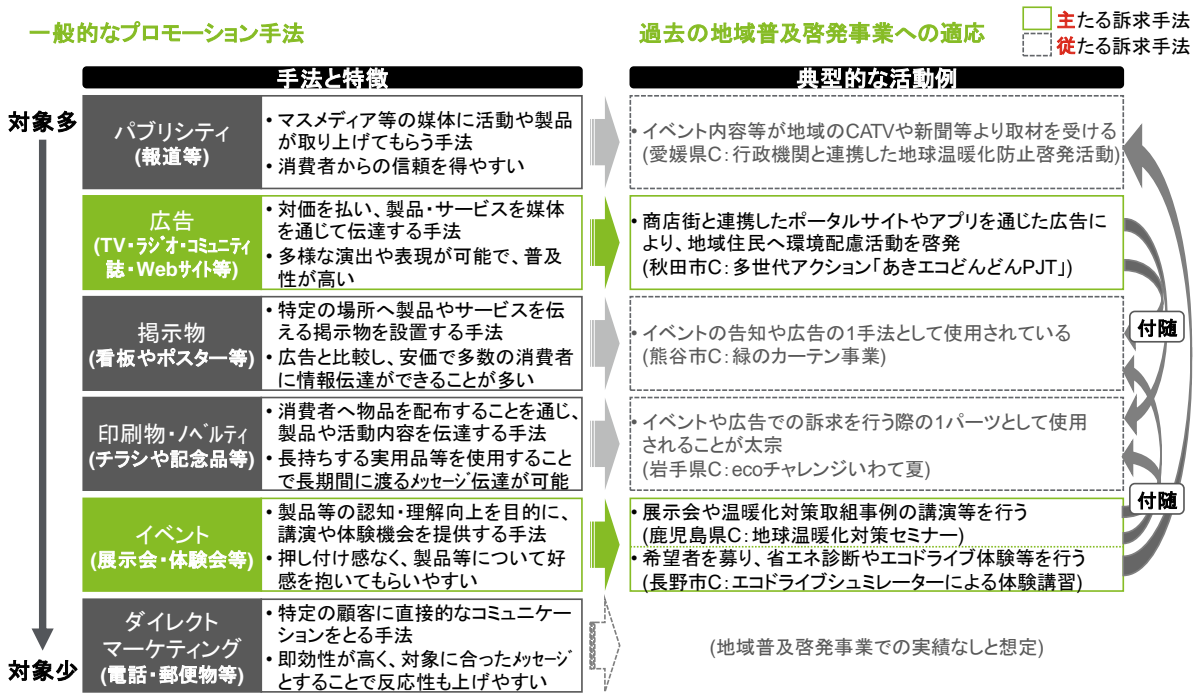 一般的なプロモーション手法
過去の地域普及啓発事業への適応
主たる訴求手法
従たる訴求手法
手法と特徴
典型的な活動例
対象多
パブリシティ
(報道等)
• マスメディア等の媒体に活動や製品
が取り上げてもらう手法
• 消費者からの信頼を得やすい
• イベント内容等が地域のCATVや新聞等より取材を受ける
(愛媛県C：行政機関と連携した地球温暖化防止啓発活動)
広告
(TV・ラジオ・コミュニティ
誌・Webサイト等)
• 対価を払い、製品・サービスを媒体
を通じて伝達する手法
• 多様な演出や表現が可能で、普及
性が高い
• 商店街と連携したポータルサイトやアプリを通じた広告に
より、地域住民へ環境配慮活動を啓発
(秋田市C：多世代アクション「あきエコどんどんPJT」)
掲示物
(看板やポスター等)
• 特定の場所へ製品やサービスを伝
える掲示物を設置する手法
• 広告と比較し、安価で多数の消費者
に情報伝達ができることが多い
• イベントの告知や広告の1手法として使用されている
(熊谷市C：緑のカーテン事業)
付随
印刷物・ノベルティ
(チラシや記念品等)
• 消費者へ物品を配布することを通じ、
製品や活動内容を伝達する手法
• 長持ちする実用品等を使用すること
で長期間に渡るメッセージ伝達が可能
• イベントや広告での訴求を行う際の1パーツとして使用
されることが太宗
(岩手県C：ecoチャレンジいわて夏)
付随
イベント
(展示会・体験会等)
• 製品等の認知・理解向上を目的に、
講演や体験機会を提供する手法
• 押し付け感なく、製品等について好
感を抱いてもらいやすい
• 展示会や温暖化対策取組事例の講演等を行う
(鹿児島県C：地球温暖化対策セミナー)
• 希望者を募り、省エネ診断やエコドライブ体験等を行う
(長野市C：エコドライブシュミレーターによる体験講習)
ダイレクト
マーケティング
(電話・郵便物等)
• 特定の顧客に直接的なコミュニケー
ションをとる手法
• 即効性が高く、対象に合ったメッセージ
とすることで反応性も上げやすい
(地域普及啓発事業での実績なしと想定)
対象少